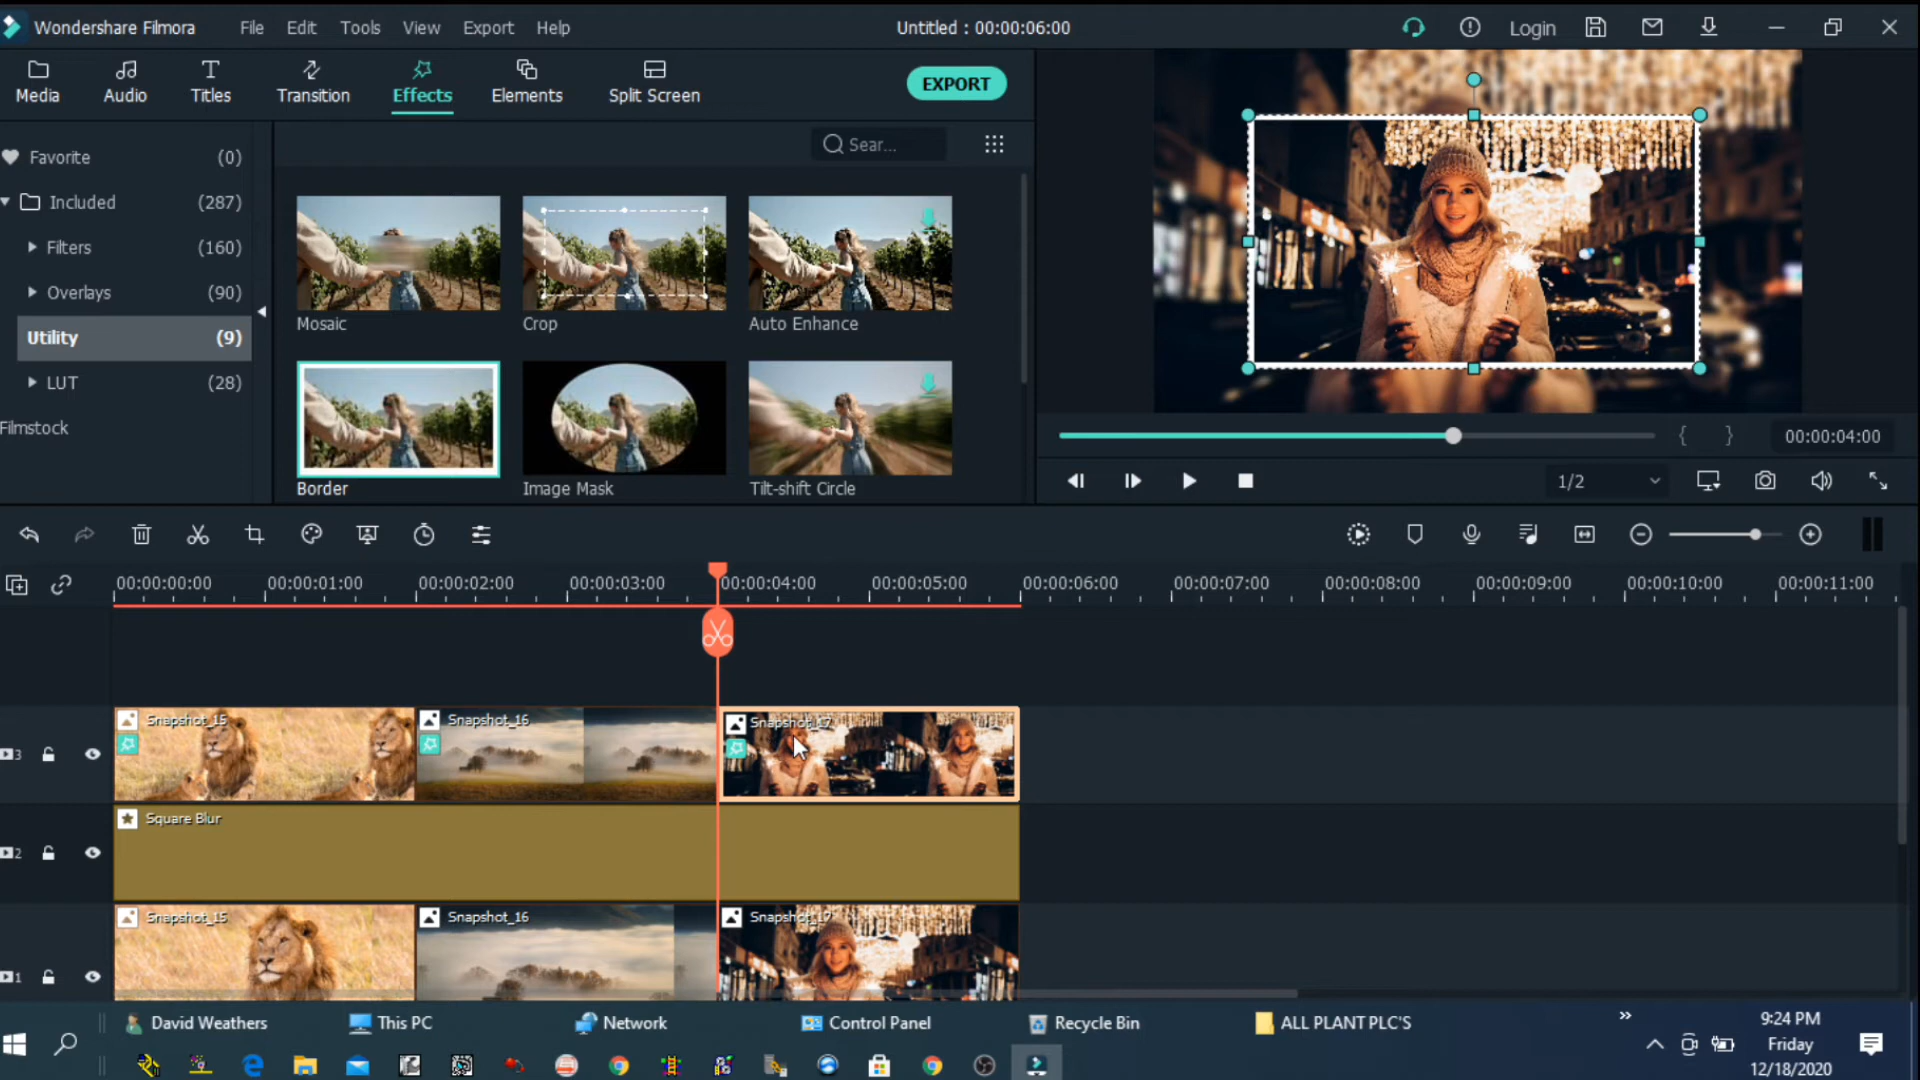 Wondershare Filmora File Edit Tools View Export Help Untitled : 00:00:06:00 Login
Media Audio Titles Transition Effects Elements Split Screen EXPORT
Favorite (0)
Sear...
Included (287)
Filters (160)
Overlays (90)
Utility (9)
LUT (28)
Filmstock
Mosaic Crop Auto Enhance
Border Image Mask Tilt-shift Circle
{ } 00:00:04:00
1/2
00:00:00:00 00:00:01:00 00:00:02:00 00:00:03:00 00:00:04:00 00:00:05:00 00:00:06:00 00:00:07:00 00:00:08:00 00:00:09:00 00:00:10:00 00:00:11:00
3 Snapshot_15 Snapshot_16 Snapshot_17
2 Square Blur
1 Snapshot_15 Snapshot_16 Snapshot_17
David Weathers This PC Network Control Panel Recycle Bin ALL PLANT PLC'S
9:24 PM
Friday
12/18/2020